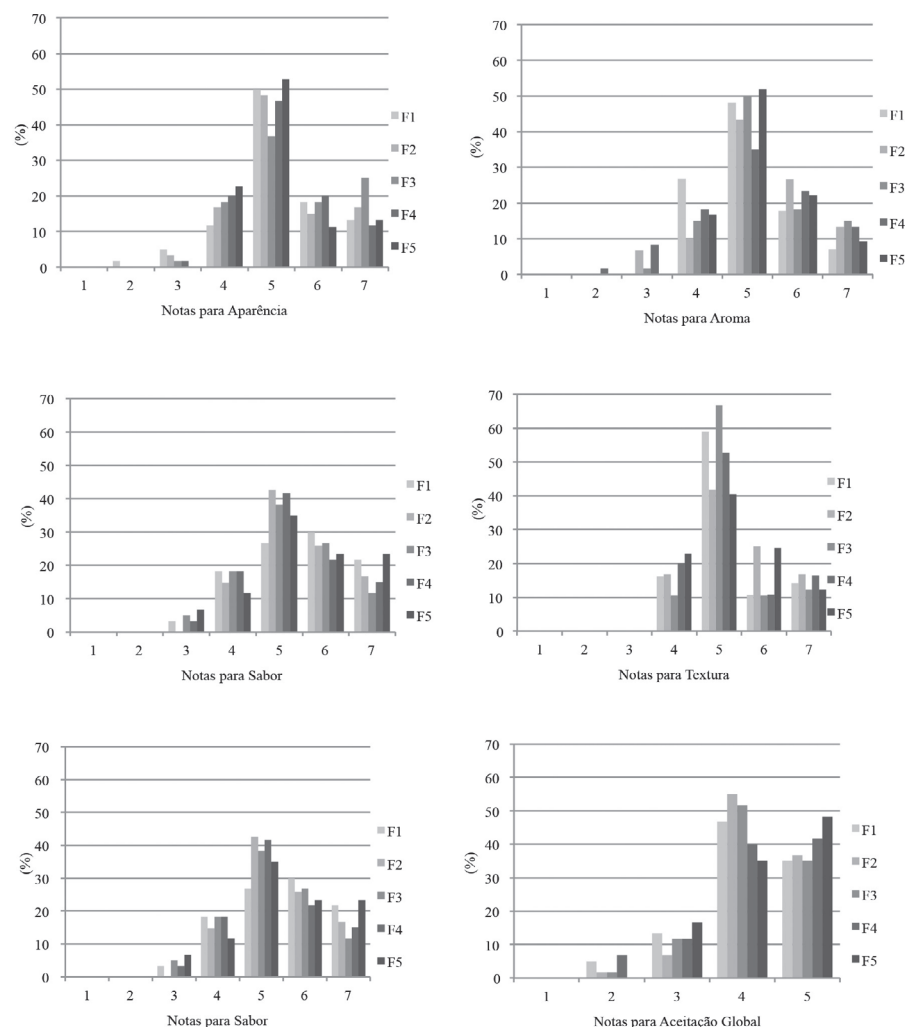 70
60
50
40
30
20
10
0
(%)
1 2 3 4 5 6 7
Notas para Aparência
F1
F2
F3
F4
F5
70
60
50
40
30
20
10
0
(%)
1 2 3 4 5 6 7
Notas para Aroma
F1
F2
F3
F4
F5
70
60
50
40
30
20
10
0
(%)
1 2 3 4 5 6 7
Notas para Sabor
F1
F2
F3
F4
F5
70
60
50
40
30
20
10
0
(%)
1 2 3 4 5 6 7
Notas para Textura
F1
F2
F3
F4
F5
70
60
50
40
30
20
10
0
(%)
1 2 3 4 5 6 7
Notas para Sabor
F1
F2
F3
F4
F5
70
60
50
40
30
20
10
0
(%)
1 2 3 4 5
Notas para Aceitação Global
F1
F2
F3
F4
F5